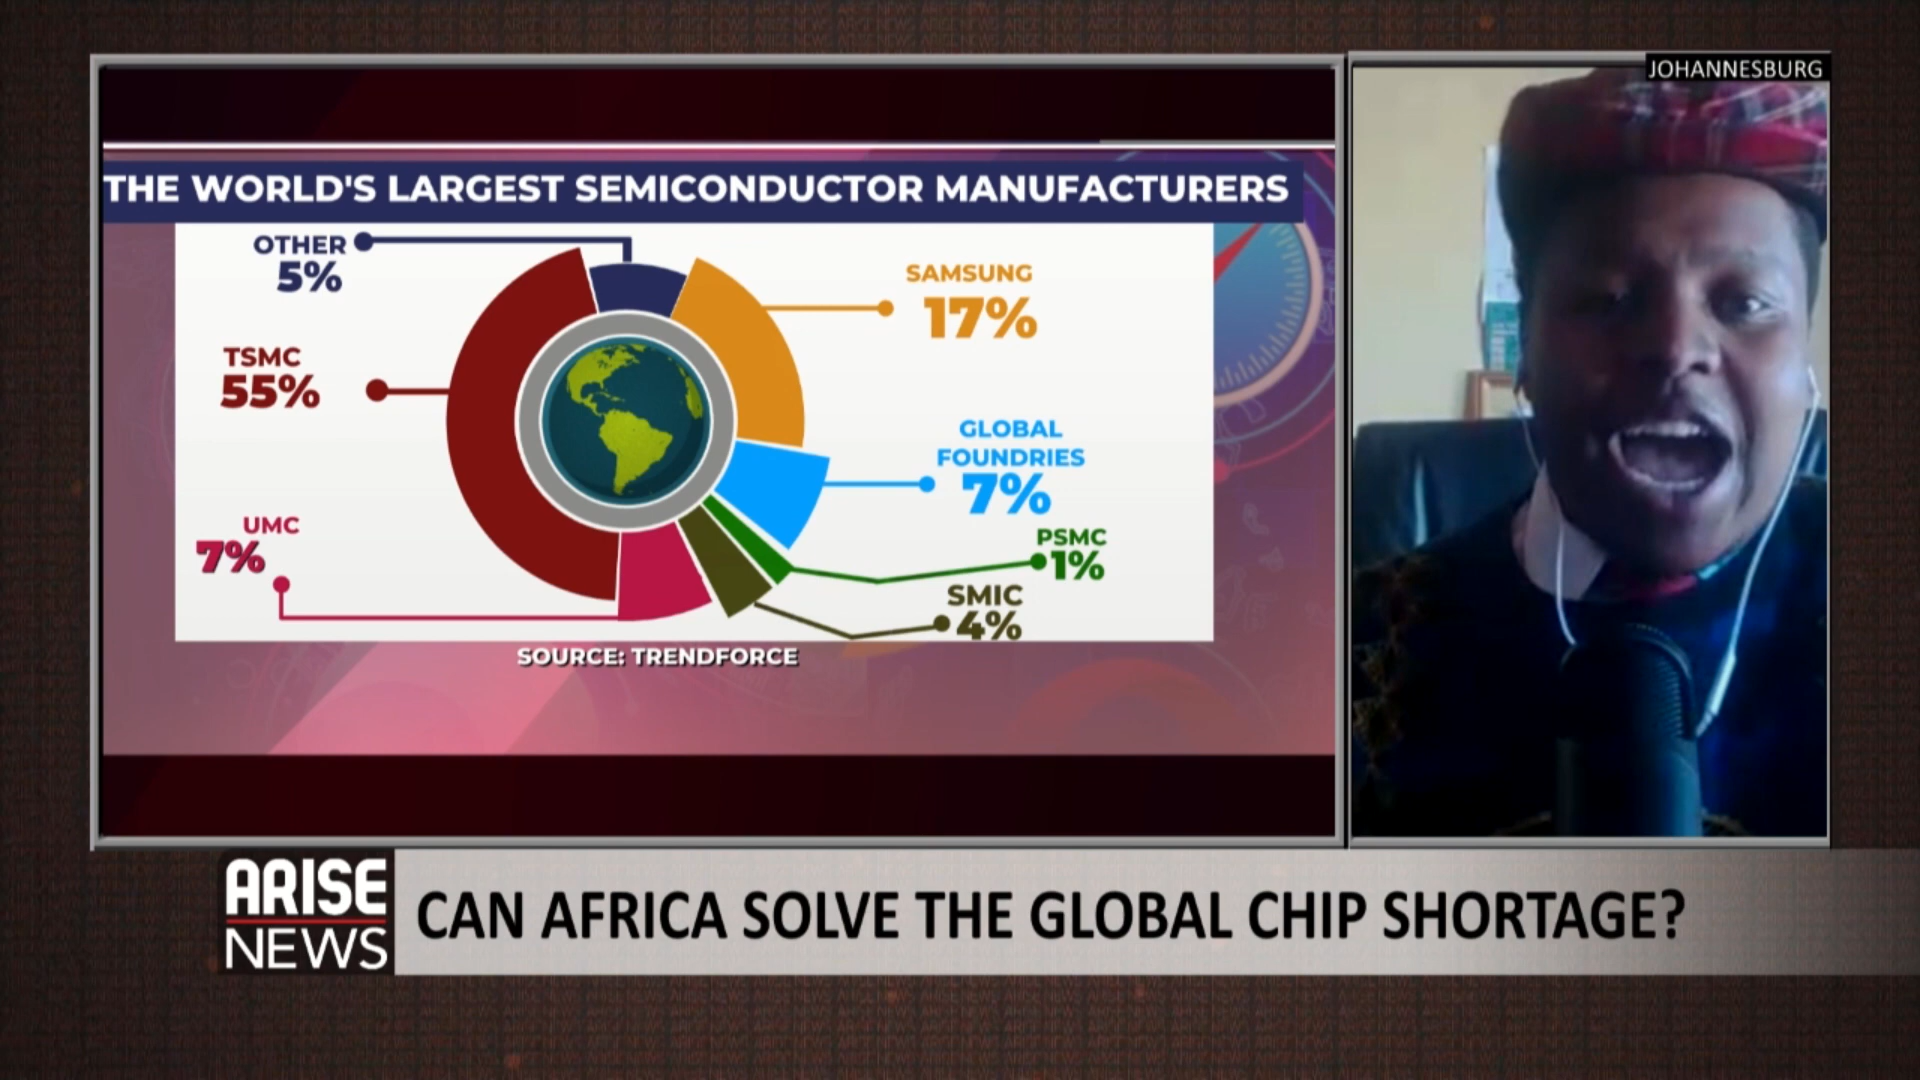 JOHANNESBURG
THE WORLD'S LARGEST SEMICONDUCTOR MANUFACTURERS
OTHER
5%
SAMSUNG
17%
TSMC
55%
GLOBAL
FOUNDRIES
7%
UMC
7%
PSMC
1%
SMIC
4%
SOURCE: TRENDFORCE
ARISE
NEWS
CAN AFRICA SOLVE THE GLOBAL CHIP SHORTAGE?